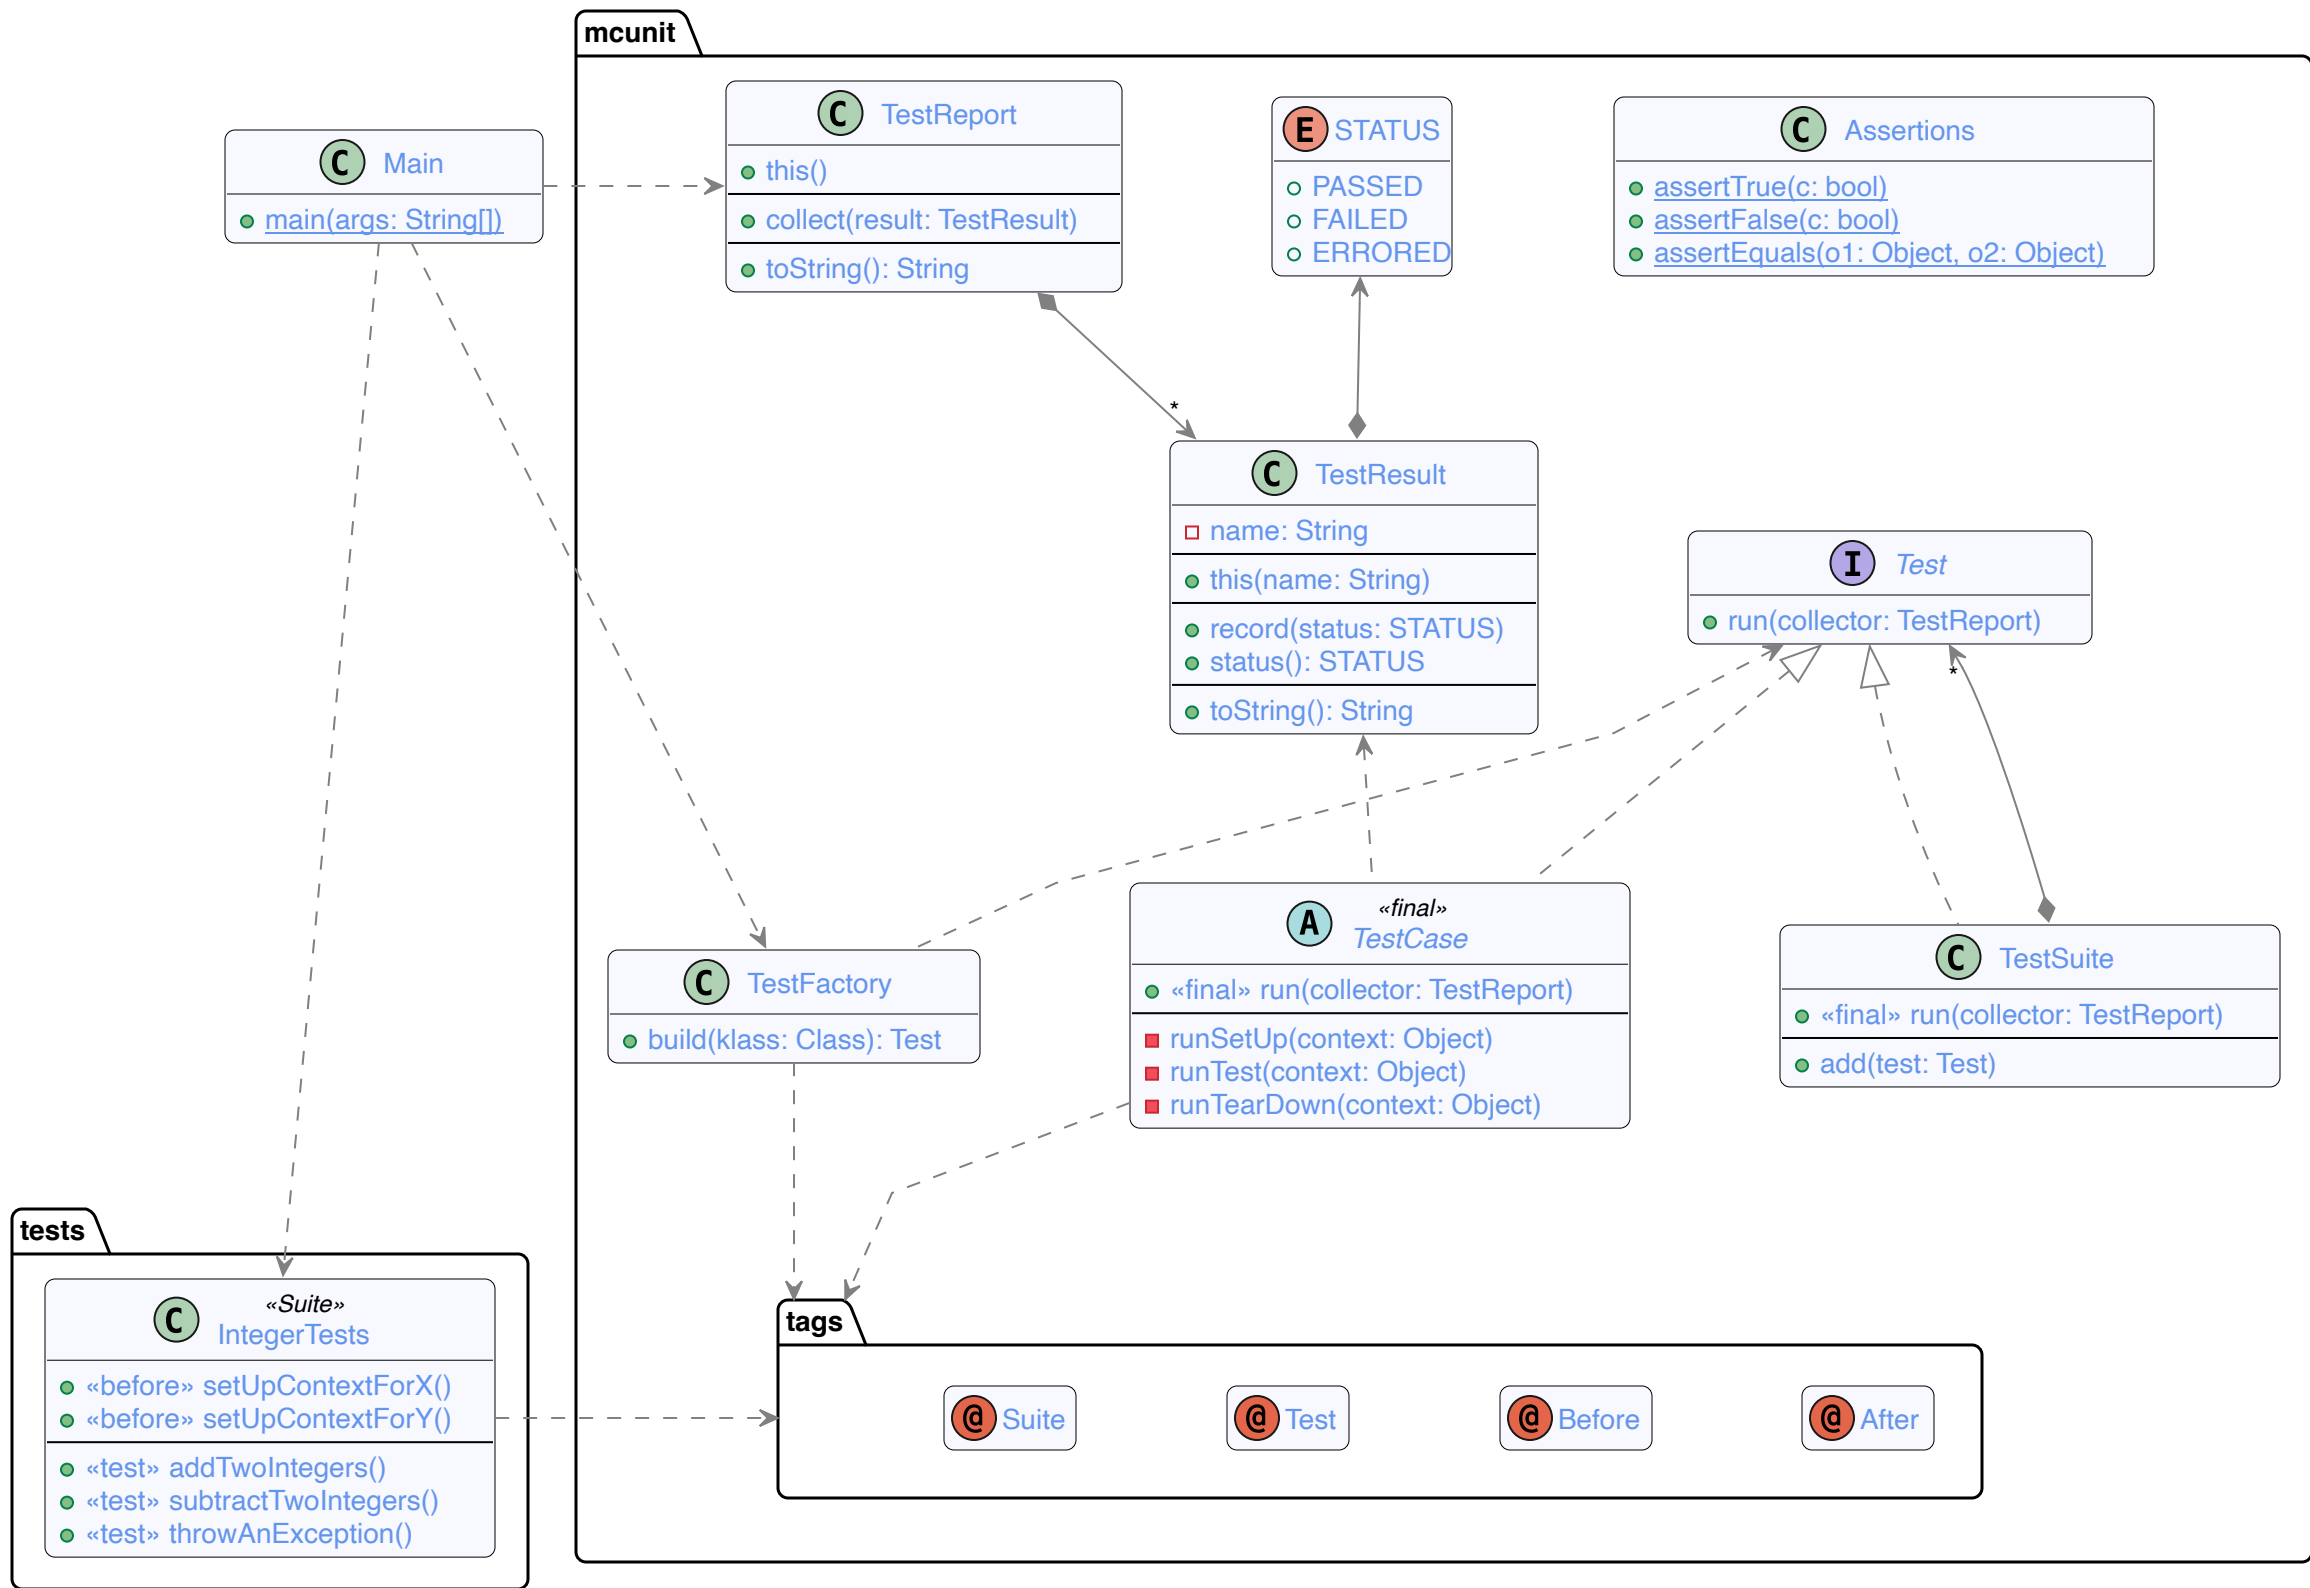 mcunit
C Main
main(args: String[])
C TestReport
this()
collect(result: TestResult)
toString(): String
E STATUS
PASSED
FAILED
ERRORED
C Assertions
assertTrue(c: bool)
assertFalse(c: bool)
assertEquals(o1: Object, o2: Object)
*
C TestResult
name: String
this(name: String)
record(status: STATUS)
status(): STATUS
toString(): String
I Test
run(collector: TestReport)
*
C TestFactory
build(klass: Class): Test
«final»
A TestCase
«final» run(collector: TestReport)
runSetUp(context: Object)
runTest(context: Object)
runTearDown(context: Object)
C TestSuite
«final» run(collector: TestReport)
add(test: Test)
tests
«Suite»
C IntegerTests
«before» setUpContextForX()
«before» setUpContextForY()
«test» addTwoIntegers()
«test» subtractTwoIntegers()
«test» throwAnException()
tags
@ Suite
@ Test
@ Before
@ After